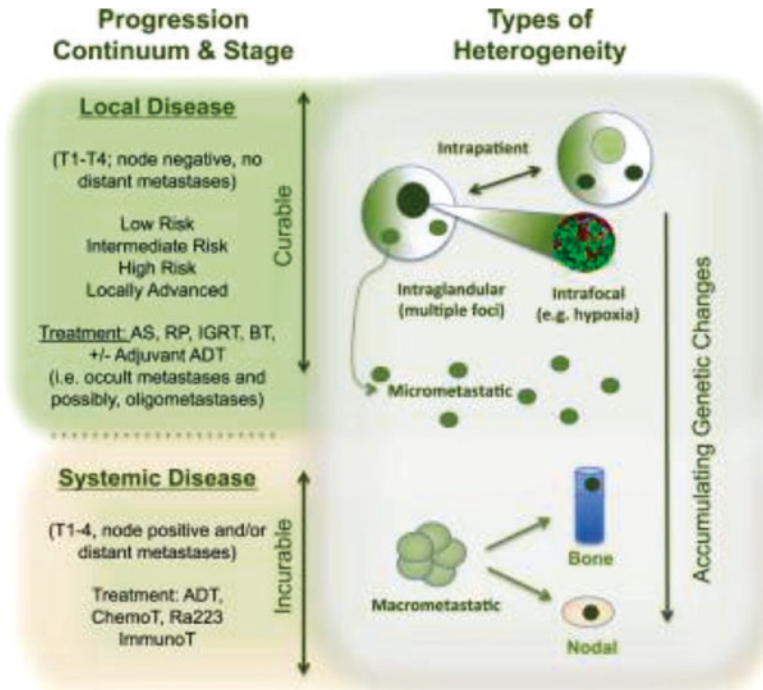 Progression
Continuum & Stage
Types of
Heterogeneity
Local Disease
(T1-T4; node negative, no
distant metastases)
Low Risk
Intermediate Risk
High Risk
Locally Advanced
Treatment: AS, RP, IGRT, BT,
+/- Adjuvant ADT
(i.e. occult metastases and
possibly, oligometastases)
Curable
Systemic Disease
(T1-4, node positive and/or
distant metastases)
Treatment: ADT,
ChemoT, Ra223
ImmunoT
Incurable
Intrapatient
Intraglandular
(multiple foci)
Intrafocal
(e.g. hypoxia)
Micrometastatic
Macrometastatic
Bone
Nodal
Accumulating Genetic Changes